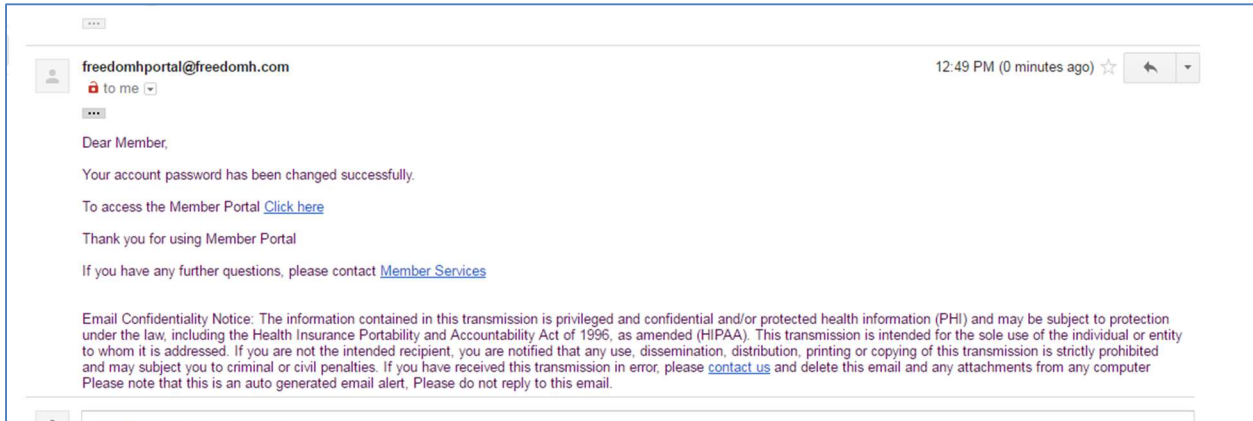 freedomhportal@freedomh.com
12:49 PM (0 minutes ago)
to me
Dear Member,
Your account password has been changed successfully.
To access the Member Portal Click here
Thank you for using Member Portal
If you have any further questions, please contact Member Services
Email Confidentiality Notice: The information contained in this transmission is privileged and confidential and/or protected health information (PHI) and may be subject to protection
under the law, including the Health Insurance Portability and Accountability Act of 1996, as amended (HIPAA). This transmission is intended for the sole use of the individual or entity
to whom it is addressed. If you are not the intended recipient, you are notified that any use, dissemination, distribution, printing or copying of this transmission is strictly prohibited
and may subject you to criminal or civil penalties. If you have received this transmission in error, please contact us and delete this email and any attachments from any computer
Please note that this is an auto generated email alert, Please do not reply to this email.